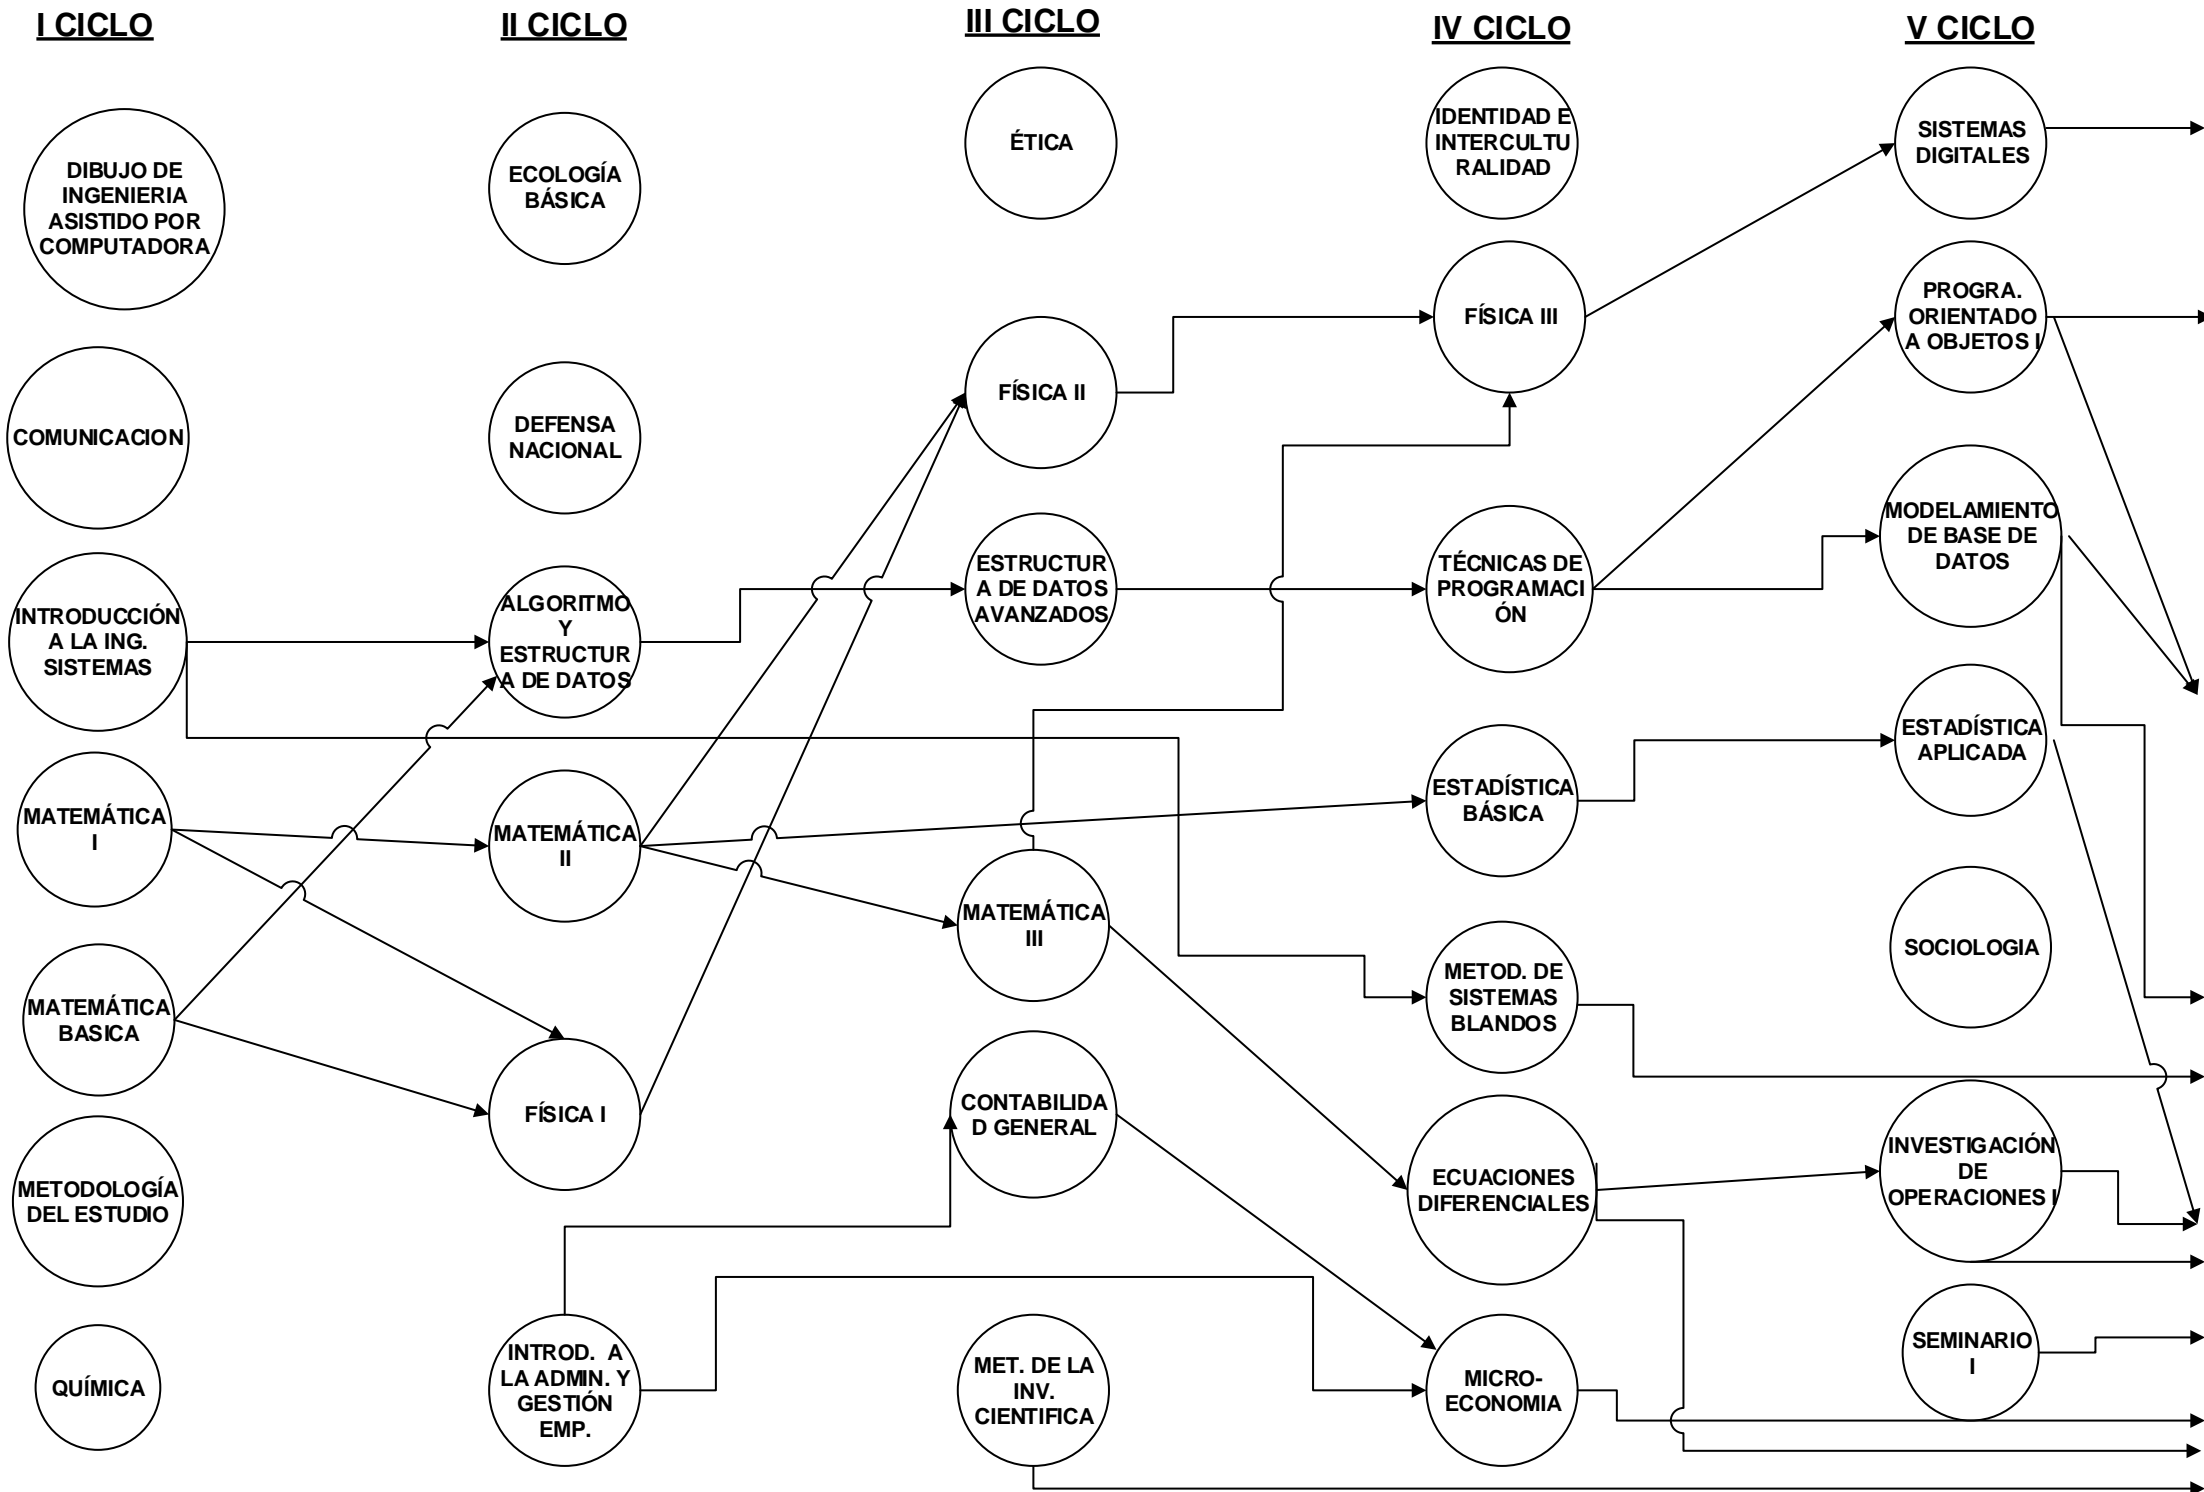 I CICLO
DIBUJO DE
INGENIERIA
ASISTIDO POR
COMPUTADORA
COMUNICACION
INTRODUCCIÓN
A LA ING.
SISTEMAS
MATEMÁTICA
I
MATEMÁTICA
BASICA
METODOLOGÍA
DEL ESTUDIO
QUÍMICA
II CICLO
ECOLOGÍA
BÁSICA
DEFENSA
NACIONAL
ALGORITMO
Y
ESTRUCTUR
A DE DATOS
MATEMÁTICA
II
FÍSICA I
INTROD. A
LA ADMIN. Y
GESTIÓN
EMP.
III CICLO
ÉTICA
FÍSICA II
ESTRUCTUR
A DE DATOS
AVANZADOS
MATEMÁTICA
III
CONTABILIDA
D GENERAL
MET. DE LA
INV.
CIENTIFICA
IV CICLO
IDENTIDAD E
INTERCULTU
RALIDAD
FÍSICA III
TÉCNICAS DE
PROGRAMACI
ÓN
ESTADÍSTICA
BÁSICA
METOD. DE
SISTEMAS
BLANDOS
ECUACIONES
DIFERENCIALES
MICRO-
ECONOMIA
V CICLO
SISTEMAS
DIGITALES
PROGRA.
ORIENTADO
A OBJETOS I
MODELAMIENTO
DE BASE DE
DATOS
ESTADÍSTICA
APLICADA
SOCIOLOGIA
INVESTIGACIÓN
DE
OPERACIONES I
SEMINARIO
I